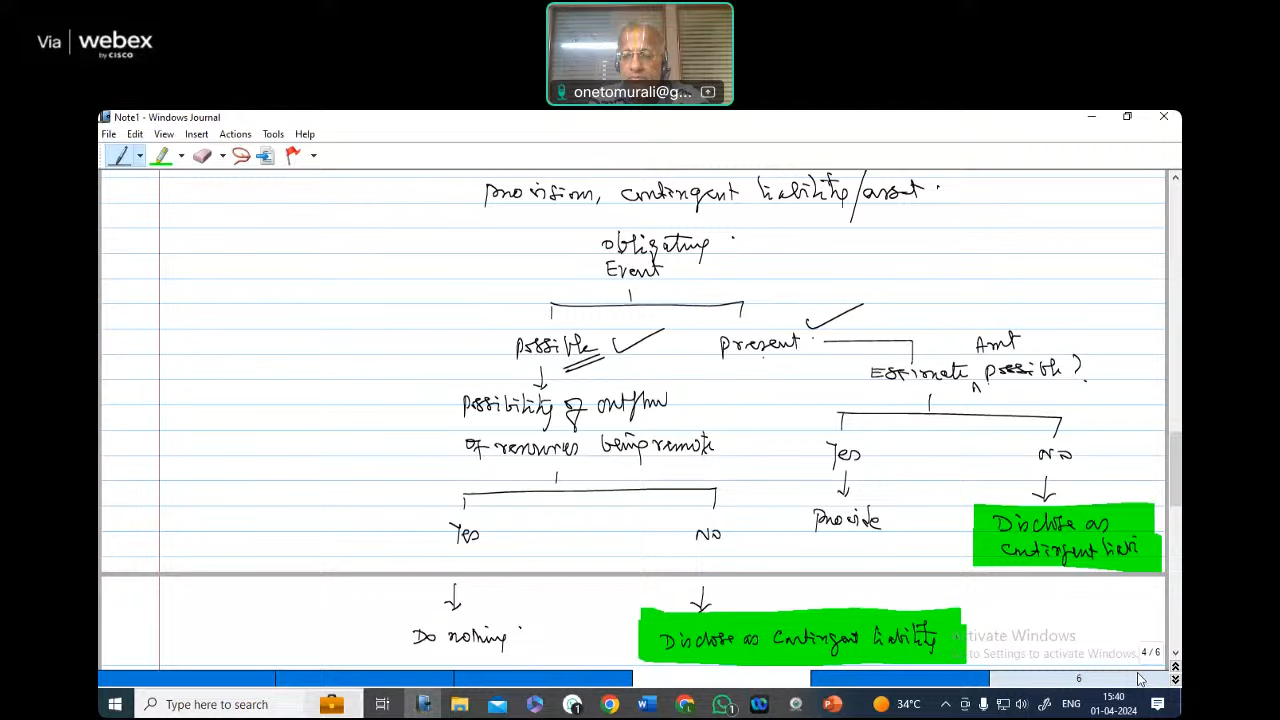 Via webex
by CISCO
onetomurali@g...
Note1 - Windows Journal
File Edit View Insert Actions Tools Help
provision, contingent liability/asset
obligating
Event
possible present
Amt
Estimate ^ possible ?
possibility of outflow
of resources being remote
Yes No
Yes No
provide
Disclose as
contingent liabi
Do nothing
Disclose as contingent liability
Activate Windows
to Settings to activate Windows.
4 / 6
6
Type here to search
34°C
ENG
15:40
01-04-2024